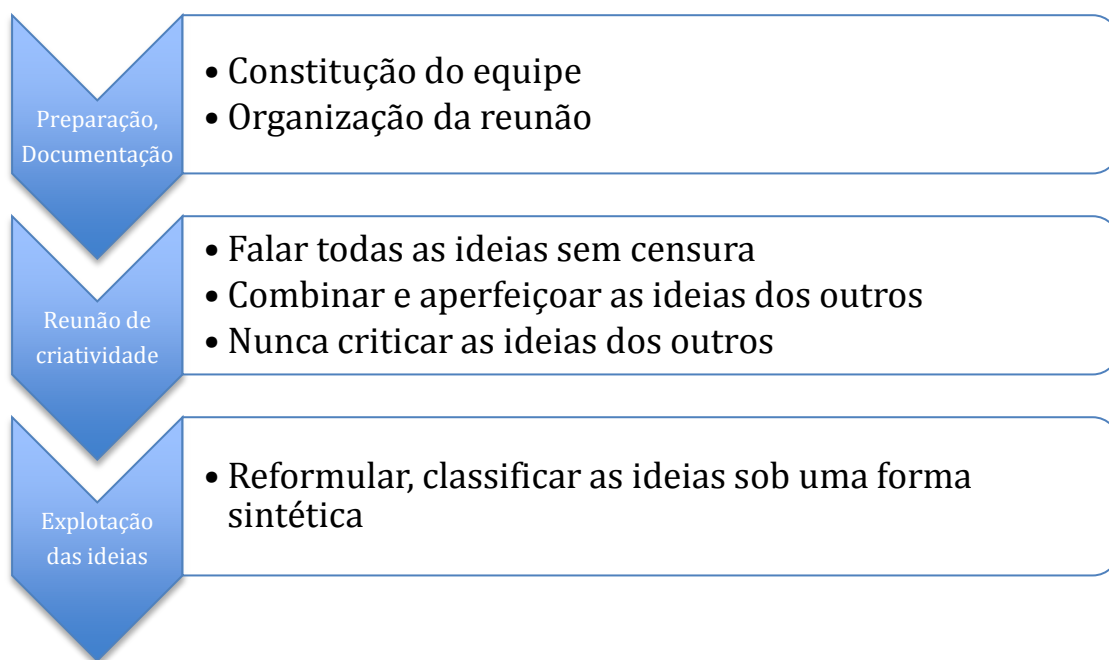 Preparação,
Documentação
• Constitução do equipe
• Organização da reunão
Reunão de
criatividade
• Falar todas as ideias sem censura
• Combinar e aperfeiçoar as ideias dos outros
• Nunca criticar as ideias dos outros
Explotação
das ideias
• Reformular, classificar as ideias sob uma forma
sintética